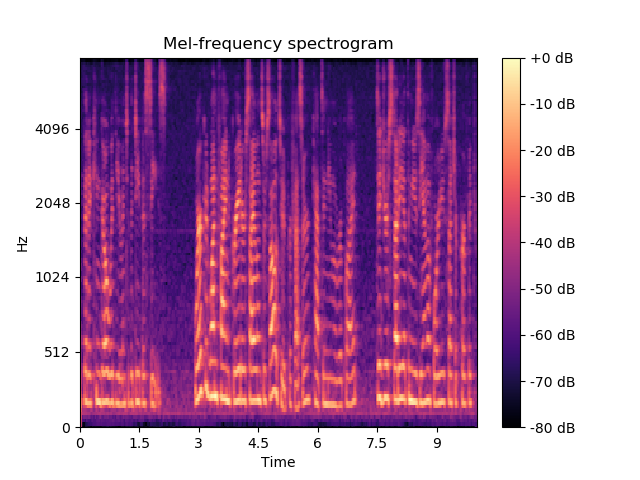 Mel-frequency spectrogram
+0 dB
4096
-10 dB
-20 dB
2048
-30 dB
Hz
-40 dB
1024
-50 dB
512
-60 dB
-70 dB
0
-80 dB
0 1.5 3 4.5 6 7.5 9
Time